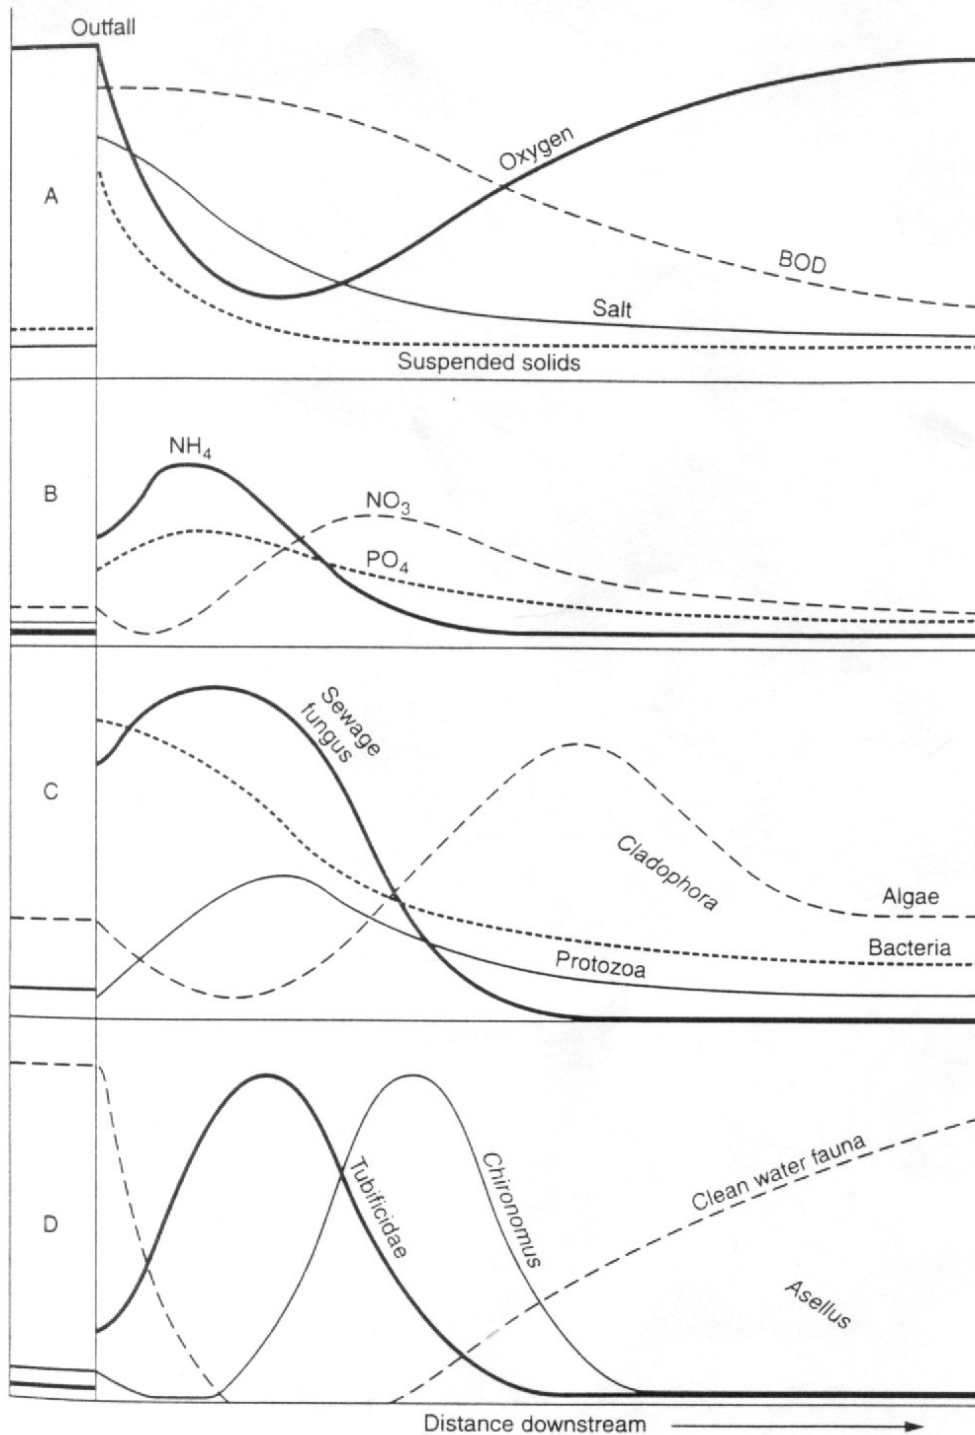 Outfall
A
Oxygen
BOD
Salt
Suspended solids
B
NH₄
NO₃
PO₄
C
Sewage
fungus
Cladophora
Algae
Bacteria
Protozoa
D
Tubificidae
Chironomus
Clean water fauna
Asellus
Distance downstream